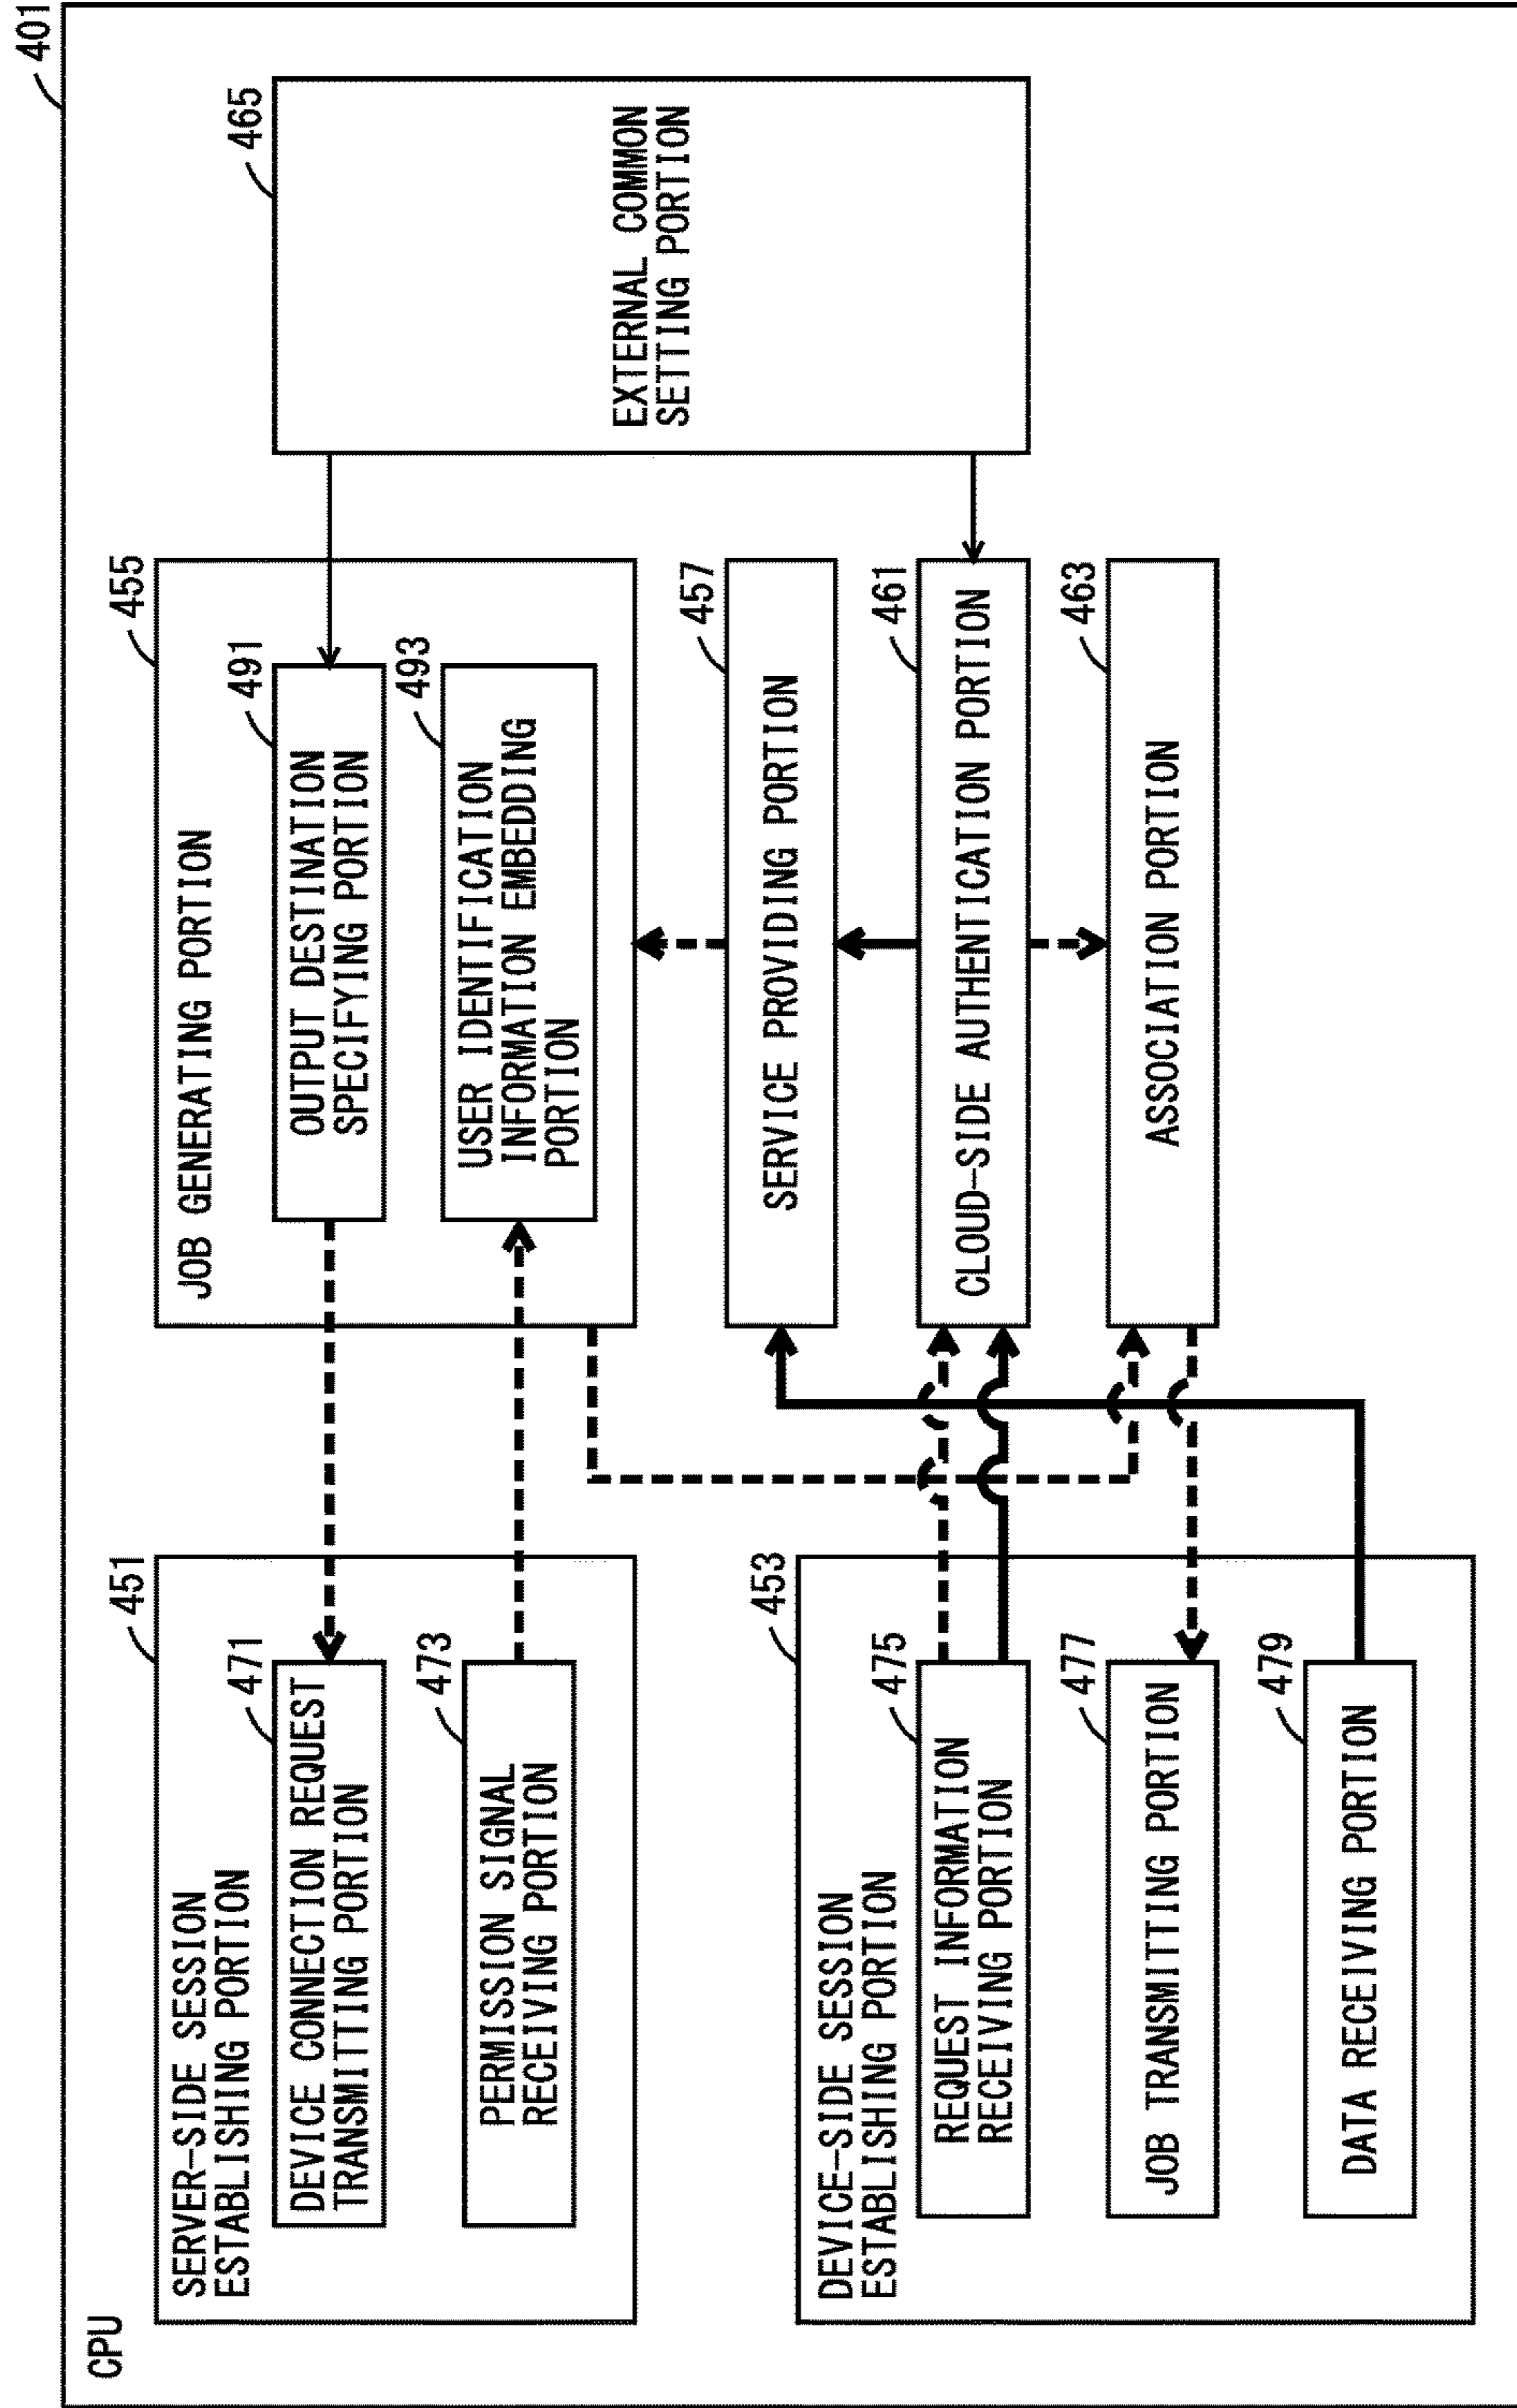 401
CPU
SERVER-SIDE SESSION
ESTABLISHING PORTION
451
DEVICE CONNECTION REQUEST
TRANSMITTING PORTION
471
PERMISSION SIGNAL
RECEIVING PORTION
473
DEVICE-SIDE SESSION
ESTABLISHING PORTION
453
REQUEST INFORMATION
RECEIVING PORTION
475
JOB TRANSMITTING PORTION
477
DATA RECEIVING PORTION
479
JOB GENERATING PORTION
455
OUTPUT DESTINATION
SPECIFYING PORTION
491
USER IDENTIFICATION
INFORMATION EMBEDDING
PORTION
493
SERVICE PROVIDING PORTION
457
CLOUD-SIDE AUTHENTICATION PORTION
461
ASSOCIATION PORTION
463
EXTERNAL COMMON
SETTING PORTION
465